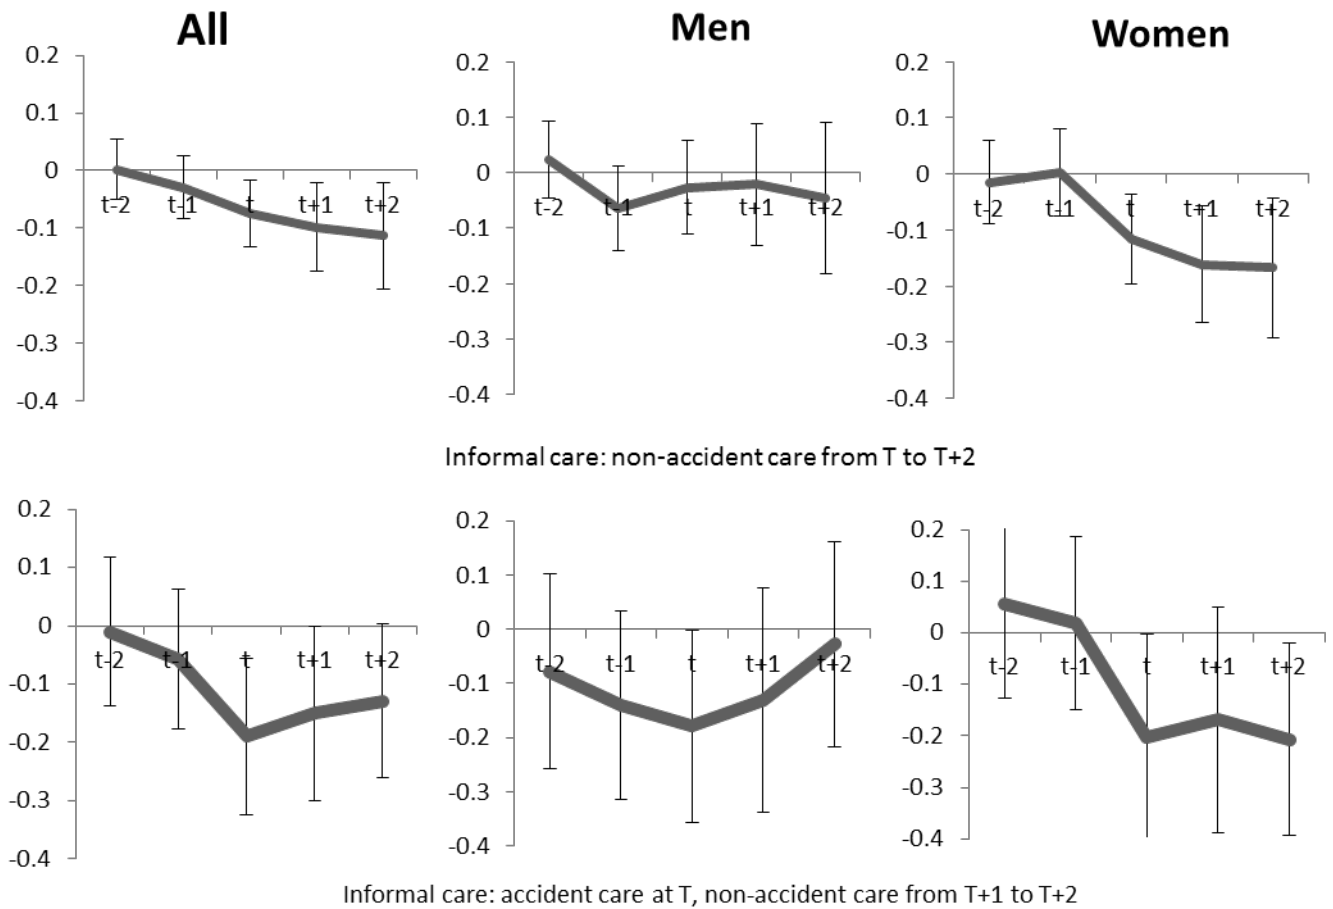 All
Men
Women
0.2
0.1
0
-0.1
-0.2
-0.3
-0.4
t-2
t-1
t
t+1
t+2
0.2
0.1
0
-0.1
-0.2
-0.3
-0.4
t-2
t-1
t
t+1
t+2
0.2
0.1
0
-0.1
-0.2
-0.3
-0.4
t-2
t-1
t
t+1
t+2
Informal care: non-accident care from T to T+2
0.2
0.1
0
-0.1
-0.2
-0.3
-0.4
t-2
t-1
t
t+1
t+2
0.2
0.1
0
-0.1
-0.2
-0.3
-0.4
t-2
t-1
t
t+1
t+2
0.2
0.1
0
-0.1
-0.2
-0.3
-0.4
t-2
t-1
t
t+1
t+2
Informal care: accident care at T, non-accident care from T+1 to T+2